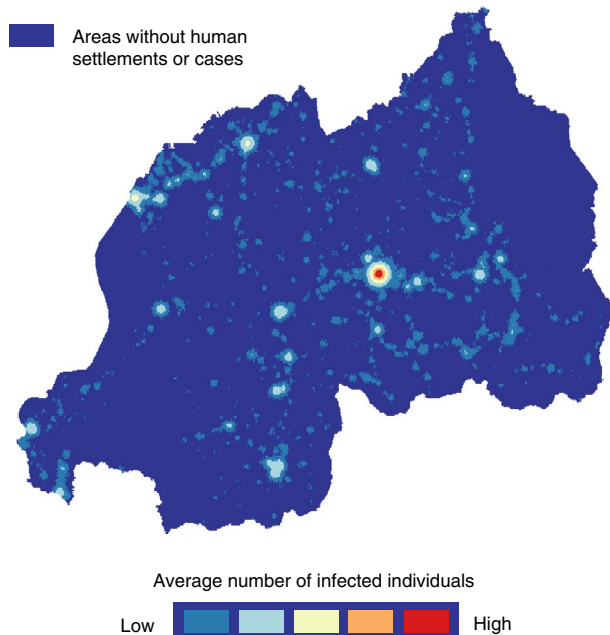 Areas without human
settlements or cases
Average number of infected individuals
Low
High